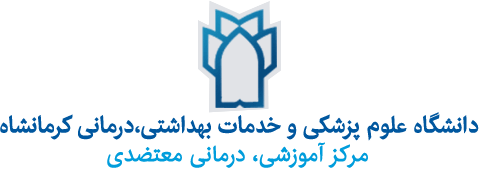 دانشگاه علوم پزشکی و خدمات بهداشتی،درمانی کرمانشاه
مرکز آموزشی، درمانی معتضدی